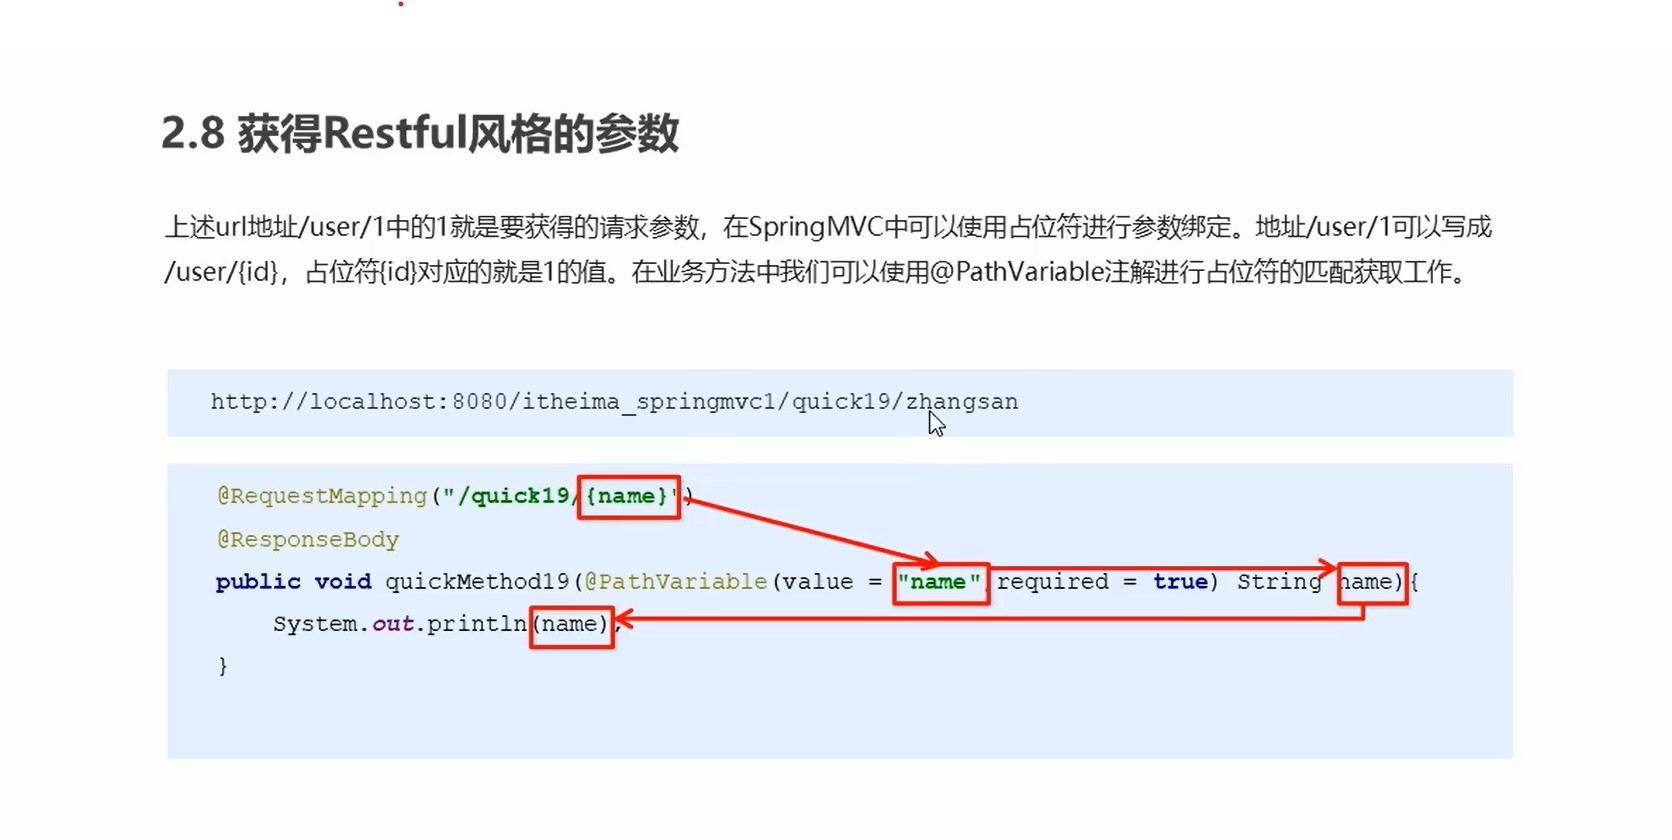 2.8 获得Restful风格的参数
上述url地址/user/1中的1就是要获得的请求参数，在SpringMVC中可以使用占位符进行参数绑定。地址/user/1可以写成
/user/{id}，占位符{id}对应的就是1的值。在业务方法中我们可以使用@PathVariable注解进行占位符的匹配获取工作。
http://localhost:8080/itheima_springmvc1/quick19/zhangsan
@RequestMapping("/quick19/{name}")
@ResponseBody
public void quickMethod19(@PathVariable(value = "name", required = true) String name){
System.out.println(name);
}